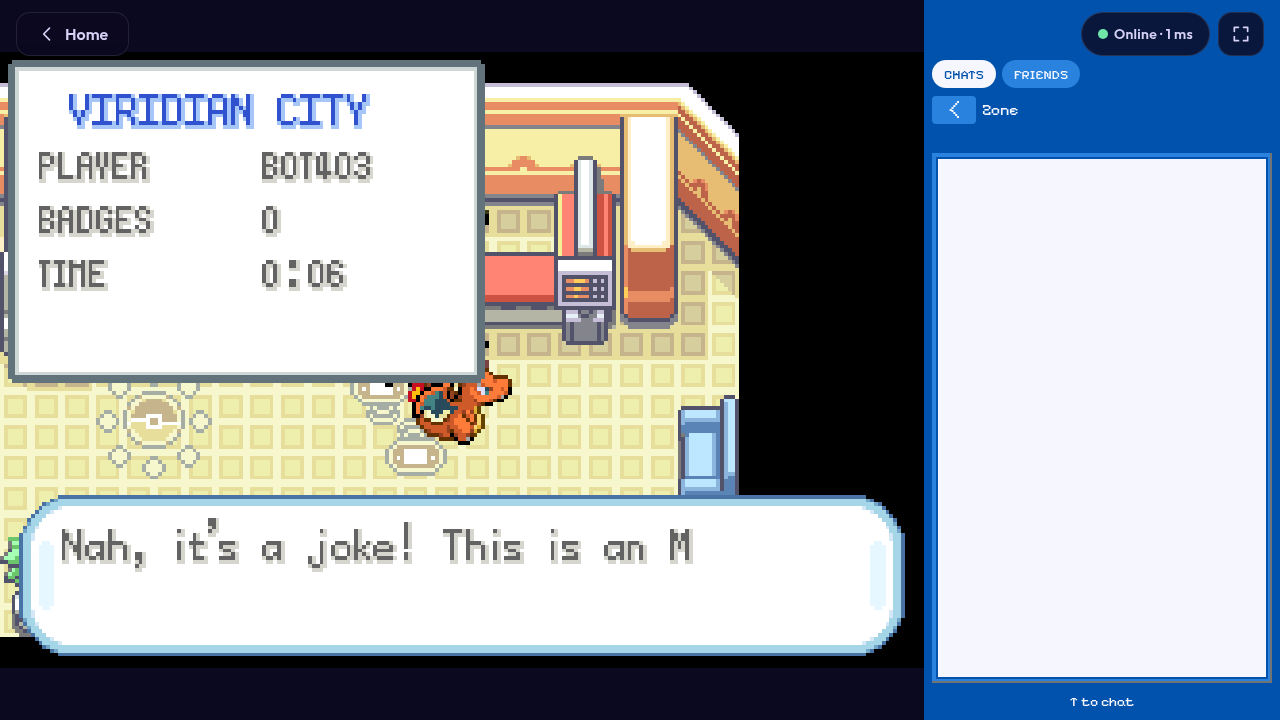 Home
VIRIDIAN CITY
PLAYER BOT403
BADGES 0
TIME 0:06
Nah, it's a joke! This is an M
Online · 1 ms
CHATS FRIENDS
Zone
↑ to chat